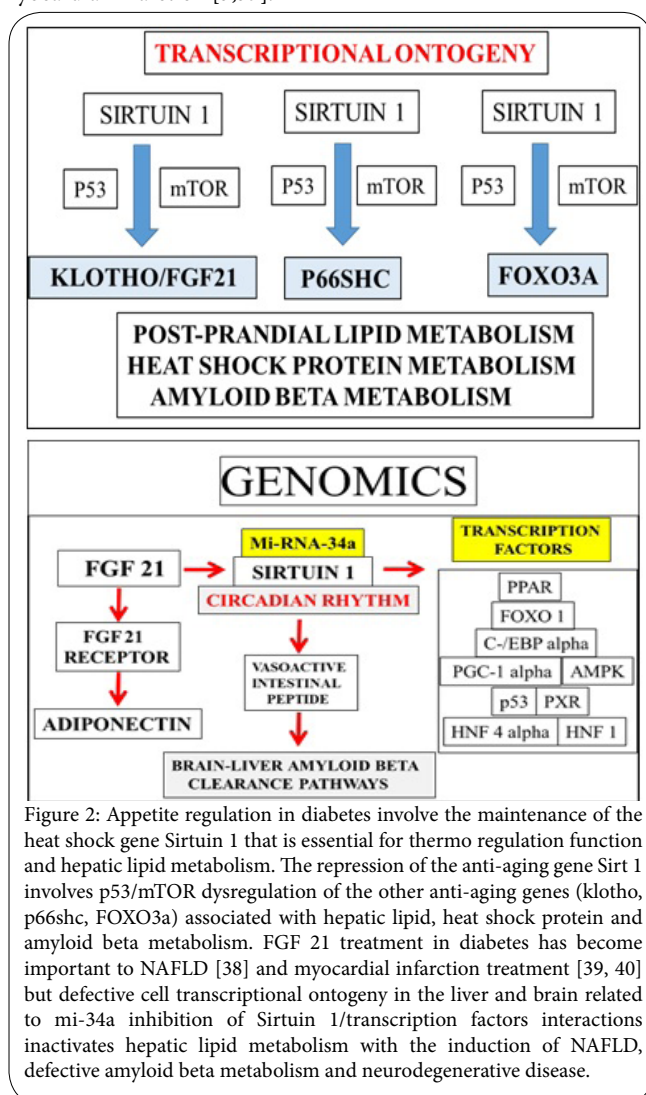 TRANSCRIPTIONAL ONTOGENY
SIRTUIN 1 SIRTUIN 1 SIRTUIN 1
P53 mTOR P53 mTOR P53 mTOR
KLOTHO/FGF21 P66SHC FOXO3A
POST-PRANDIAL LIPID METABOLISM
HEAT SHOCK PROTEIN METABOLISM
AMYLOID BETA METABOLISM
GENOMICS
Mi-RNA-34a
FGF 21
SIRTUIN 1
CIRCADIAN RHYTHM
TRANSCRIPTION
FACTORS
FGF 21
RECEPTOR
ADIPONECTIN
VASOACTIVE
INTESTINAL
PEPTIDE
BRAIN-LIVER AMYLOID BETA
CLEARANCE PATHWAYS
PPAR
FOXO 1
C-/EBP alpha
PGC-1 alpha AMPK
p53 PXR
HNF 4 alpha HNF 1
Figure 2: Appetite regulation in diabetes involve the maintenance of the
heat shock gene Sirtuin 1 that is essential for thermo regulation function
and hepatic lipid metabolism. The repression of the anti-aging gene Sirt 1
involves p53/mTOR dysregulation of the other anti-aging genes (klotho,
p66shc, FOXO3a) associated with hepatic lipid, heat shock protein and
amyloid beta metabolism. FGF 21 treatment in diabetes has become
important to NAFLD [38] and myocardial infarction treatment [39, 40]
but defective cell transcriptional ontogeny in the liver and brain related
to mi-34a inhibition of Sirtuin 1/transcription factors interactions
inactivates hepatic lipid metabolism with the induction of NAFLD,
defective amyloid beta metabolism and neurodegenerative disease.